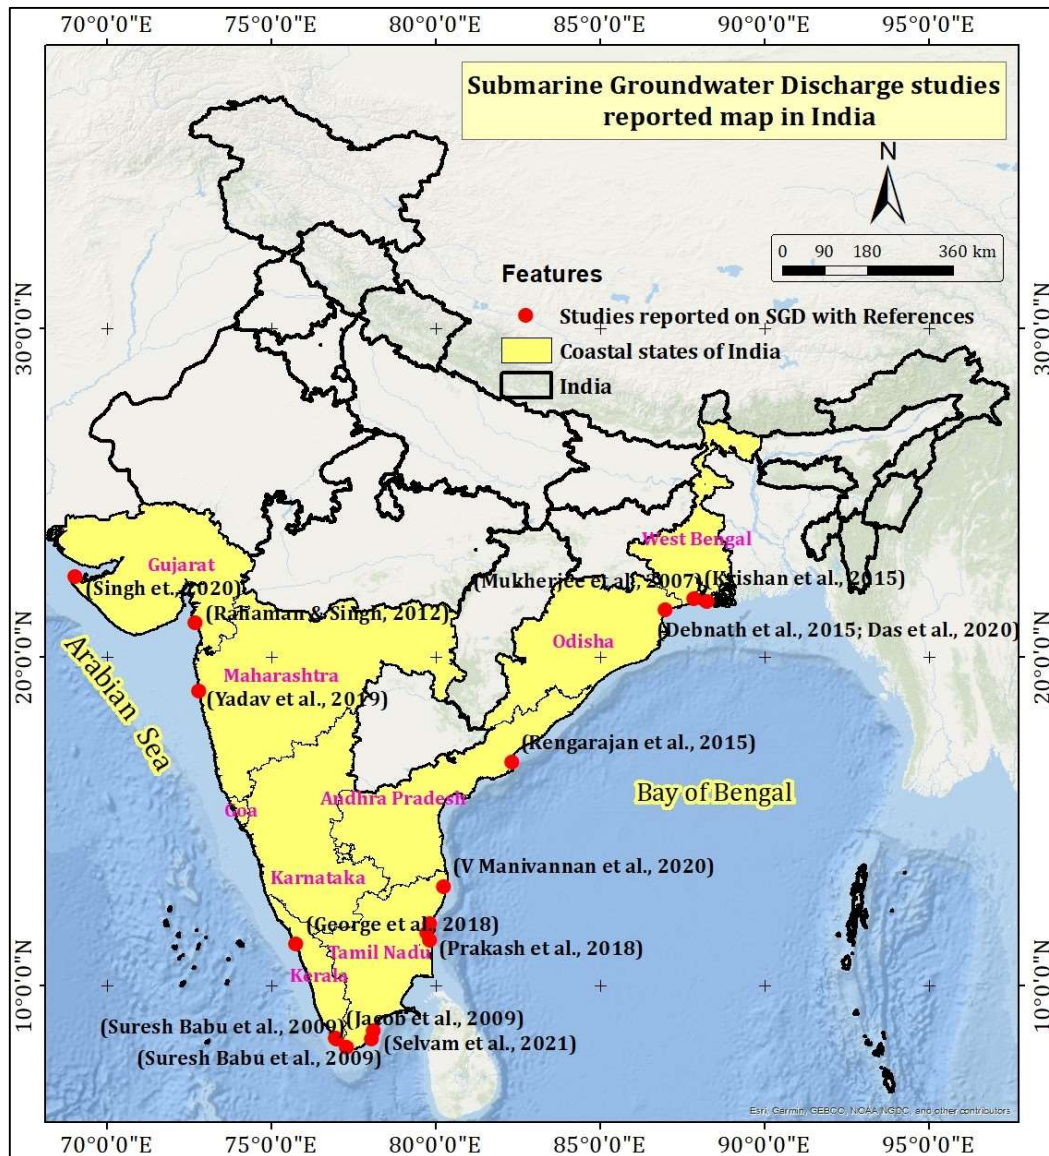 70°0'0"E 75°0'0"E 80°0'0"E 85°0'0"E 90°0'0"E 95°0'0"E
Submarine Groundwater Discharge studies
reported map in India
N
0 90 180 360 km
Features
Studies reported on SGD with References
Coastal states of India
India
30°0'0"N 30°0'0"N
West Bengal
Gujarat
(Singh et., 2020)
(Mukherjee et al., 2007)
(Krishan et al., 2015)
(Rahaman & Singh, 2012)
(Debnath et al., 2015; Das et al., 2020)
Odisha
20°0'0"N 20°0'0"N
Maharashtra
(Yadav et al., 2019)
Arabian Sea
(Rengarajan et al., 2015)
Bay of Bengal
Andhra Pradesh
Goa
(V Manivannan et al., 2020)
Karnataka
(George et al., 2018)
(Prakash et al., 2018)
Tamil Nadu
Kerala
10°0'0"N 10°0'0"N
(Jacob et al., 2009)
(Suresh Babu et al., 2009)
(Selvam et al., 2021)
(Suresh Babu et al., 2009)
Esri, Garmin, GEBCO, NOAA NGDC, and other contributors
70°0'0"E 75°0'0"E 80°0'0"E 85°0'0"E 90°0'0"E 95°0'0"E